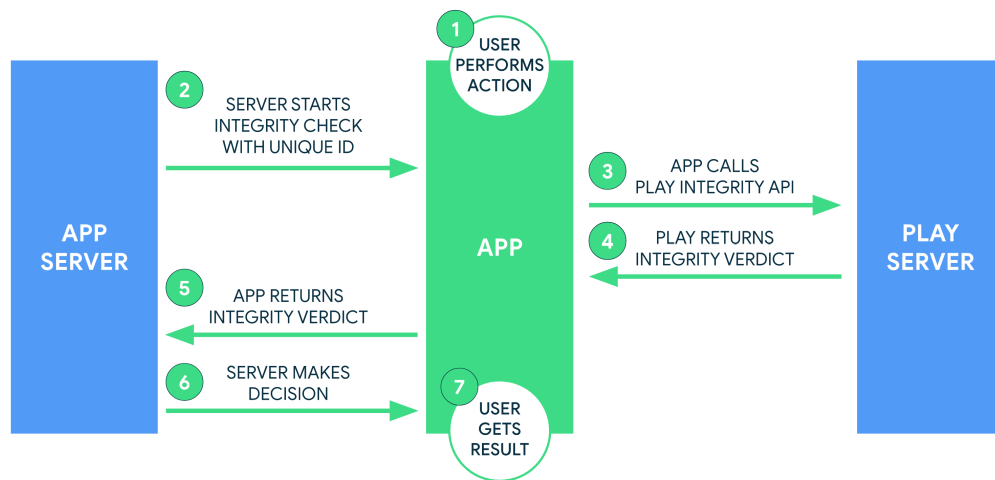 1
USER
PERFORMS
ACTION
2
SERVER STARTS
INTEGRITY CHECK
WITH UNIQUE ID
3
APP CALLS
PLAY INTEGRITY API
APP
SERVER
APP
PLAY
SERVER
4
PLAY RETURNS
INTEGRITY VERDICT
5
APP RETURNS
INTEGRITY VERDICT
6
SERVER MAKES
DECISION
7
USER
GETS
RESULT